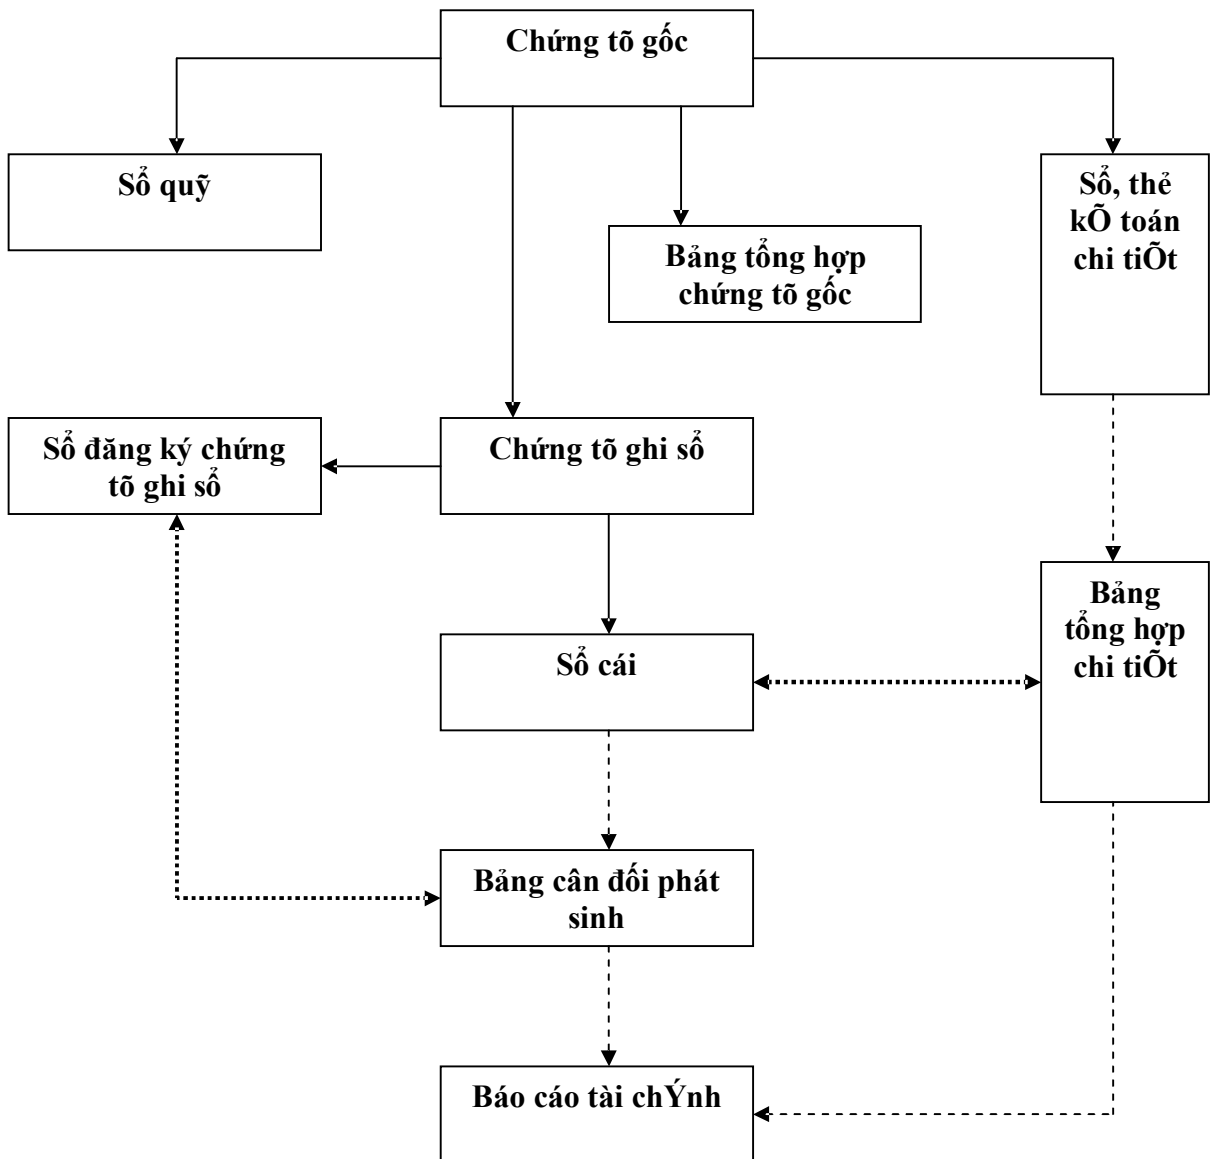 Chứng tõ gốc
Sổ quỹ
Sổ, thẻ
kÕ toán
chi tiÕt
Bảng tổng hợp
chứng tõ gốc
Sổ đăng ký chứng
tõ ghi sổ
Chứng tõ ghi sổ
Bảng
tổng hợp
chi tiÕt
Sổ cái
Bảng cân đối phát
sinh
Báo cáo tài chÝnh